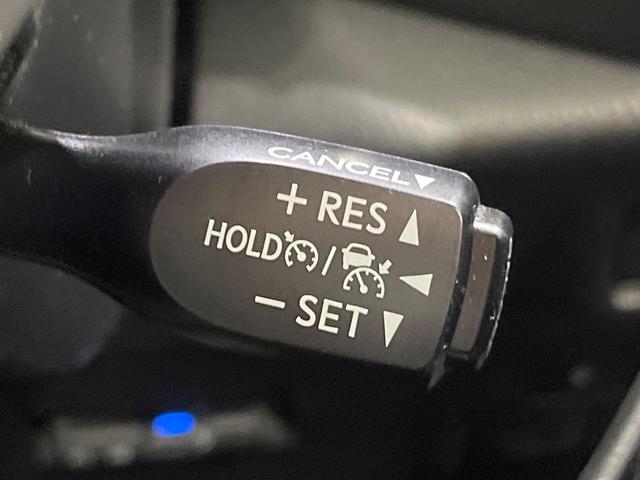 CANCEL▼
+ RES ▲
HOLD / ◀
− SET ▼